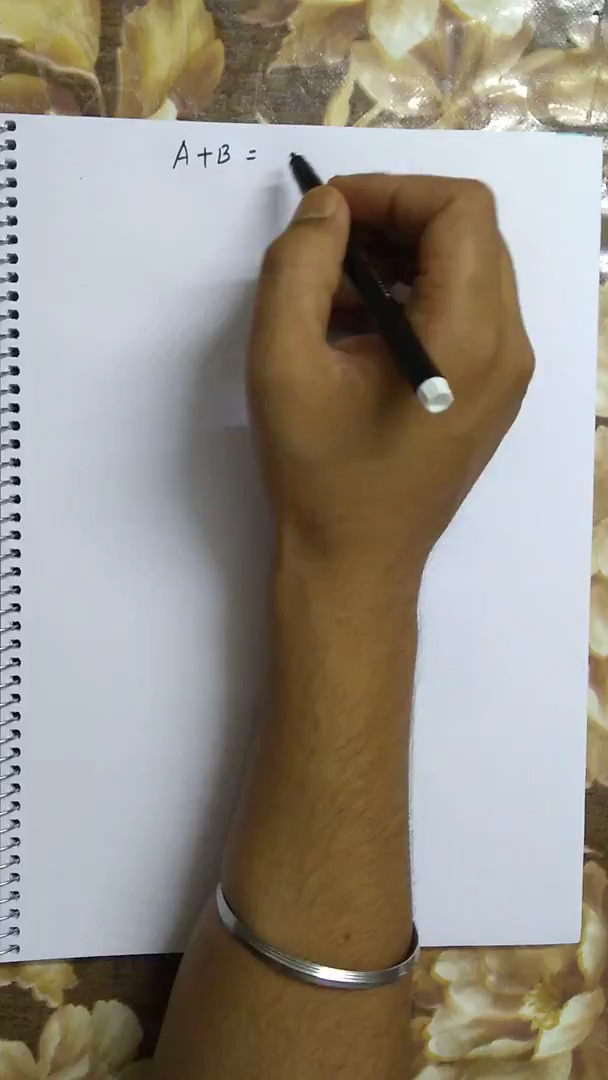 A + B =